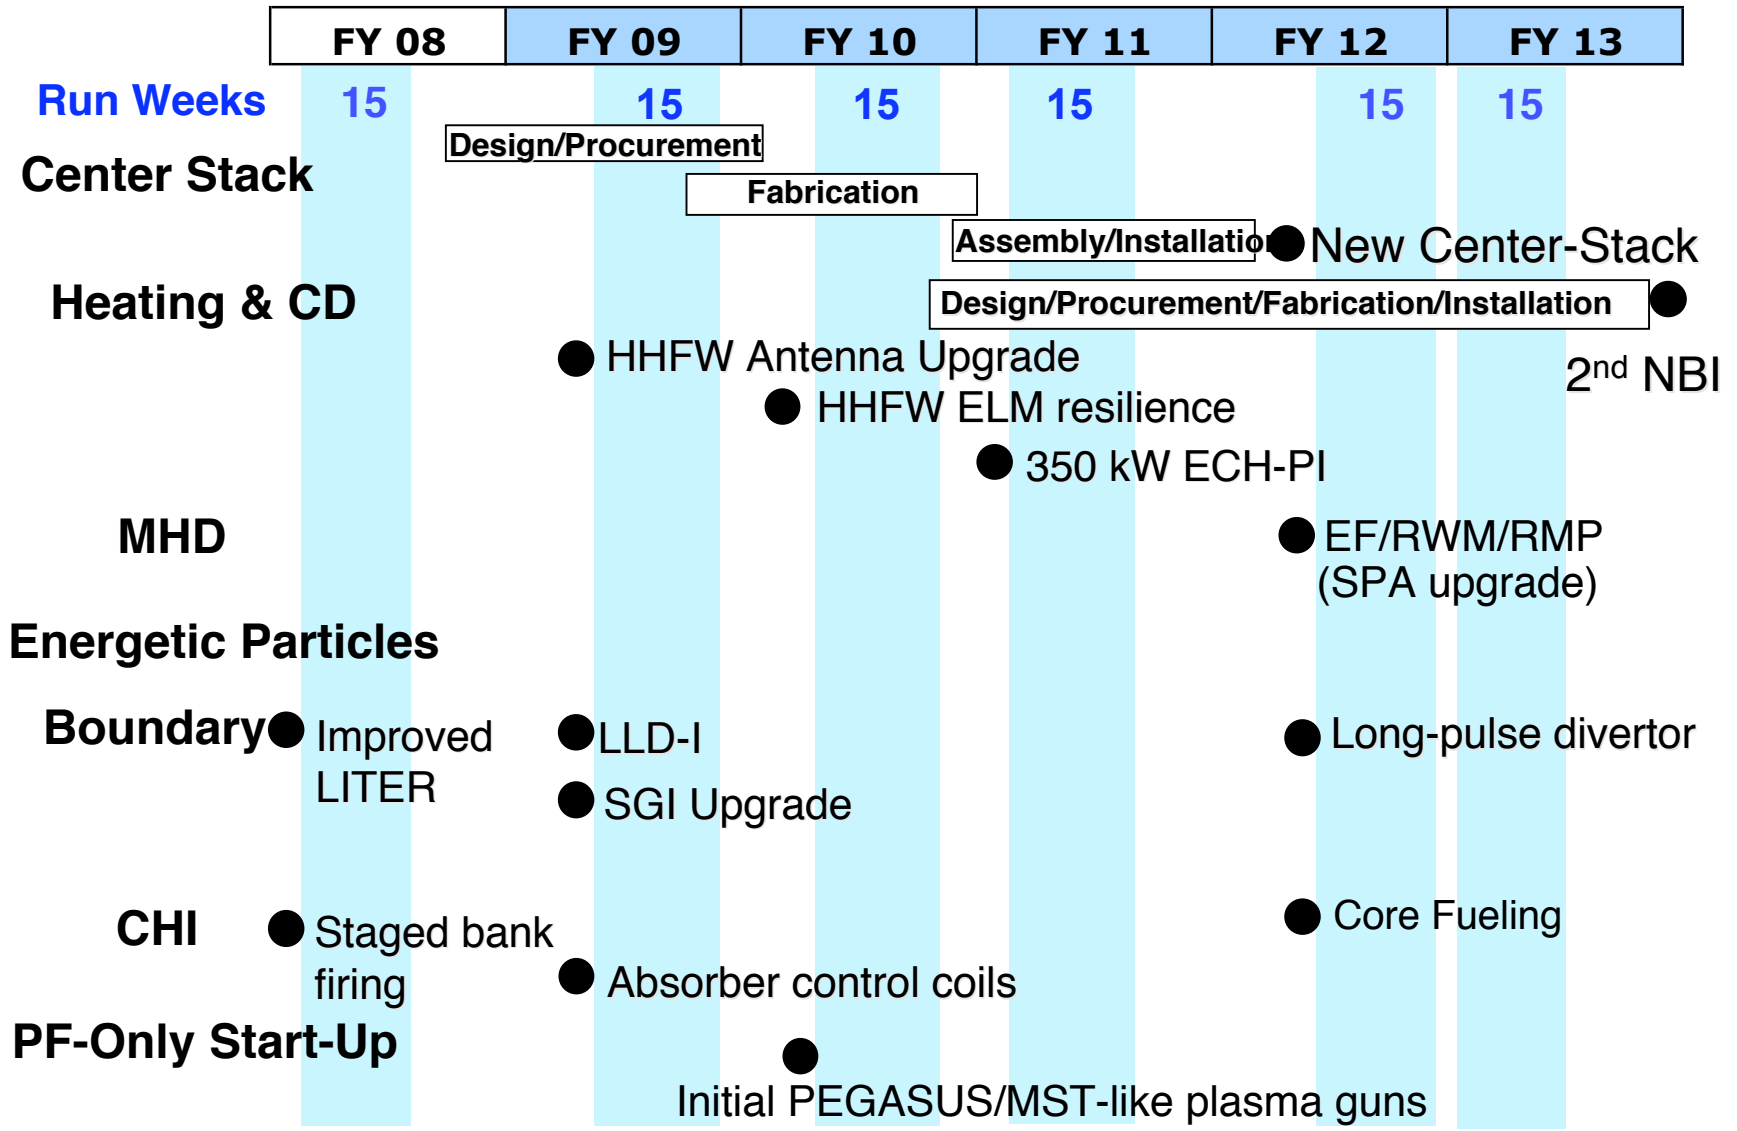 FY 08 FY 09 FY 10 FY 11 FY 12 FY 13
Run Weeks 15 15 15 15 15 15
Design/Procurement
Center Stack
Fabrication
Assembly/Installation
New Center-Stack
Heating & CD
Design/Procurement/Fabrication/Installation
HHFW Antenna Upgrade
2nd NBI
HHFW ELM resilience
350 kW ECH-PI
MHD
EF/RWM/RMP
(SPA upgrade)
Energetic Particles
Boundary
Improved
LITER
LLD-I
Long-pulse divertor
SGI Upgrade
CHI
Staged bank
firing
Core Fueling
Absorber control coils
PF-Only Start-Up
Initial PEGASUS/MST-like plasma guns